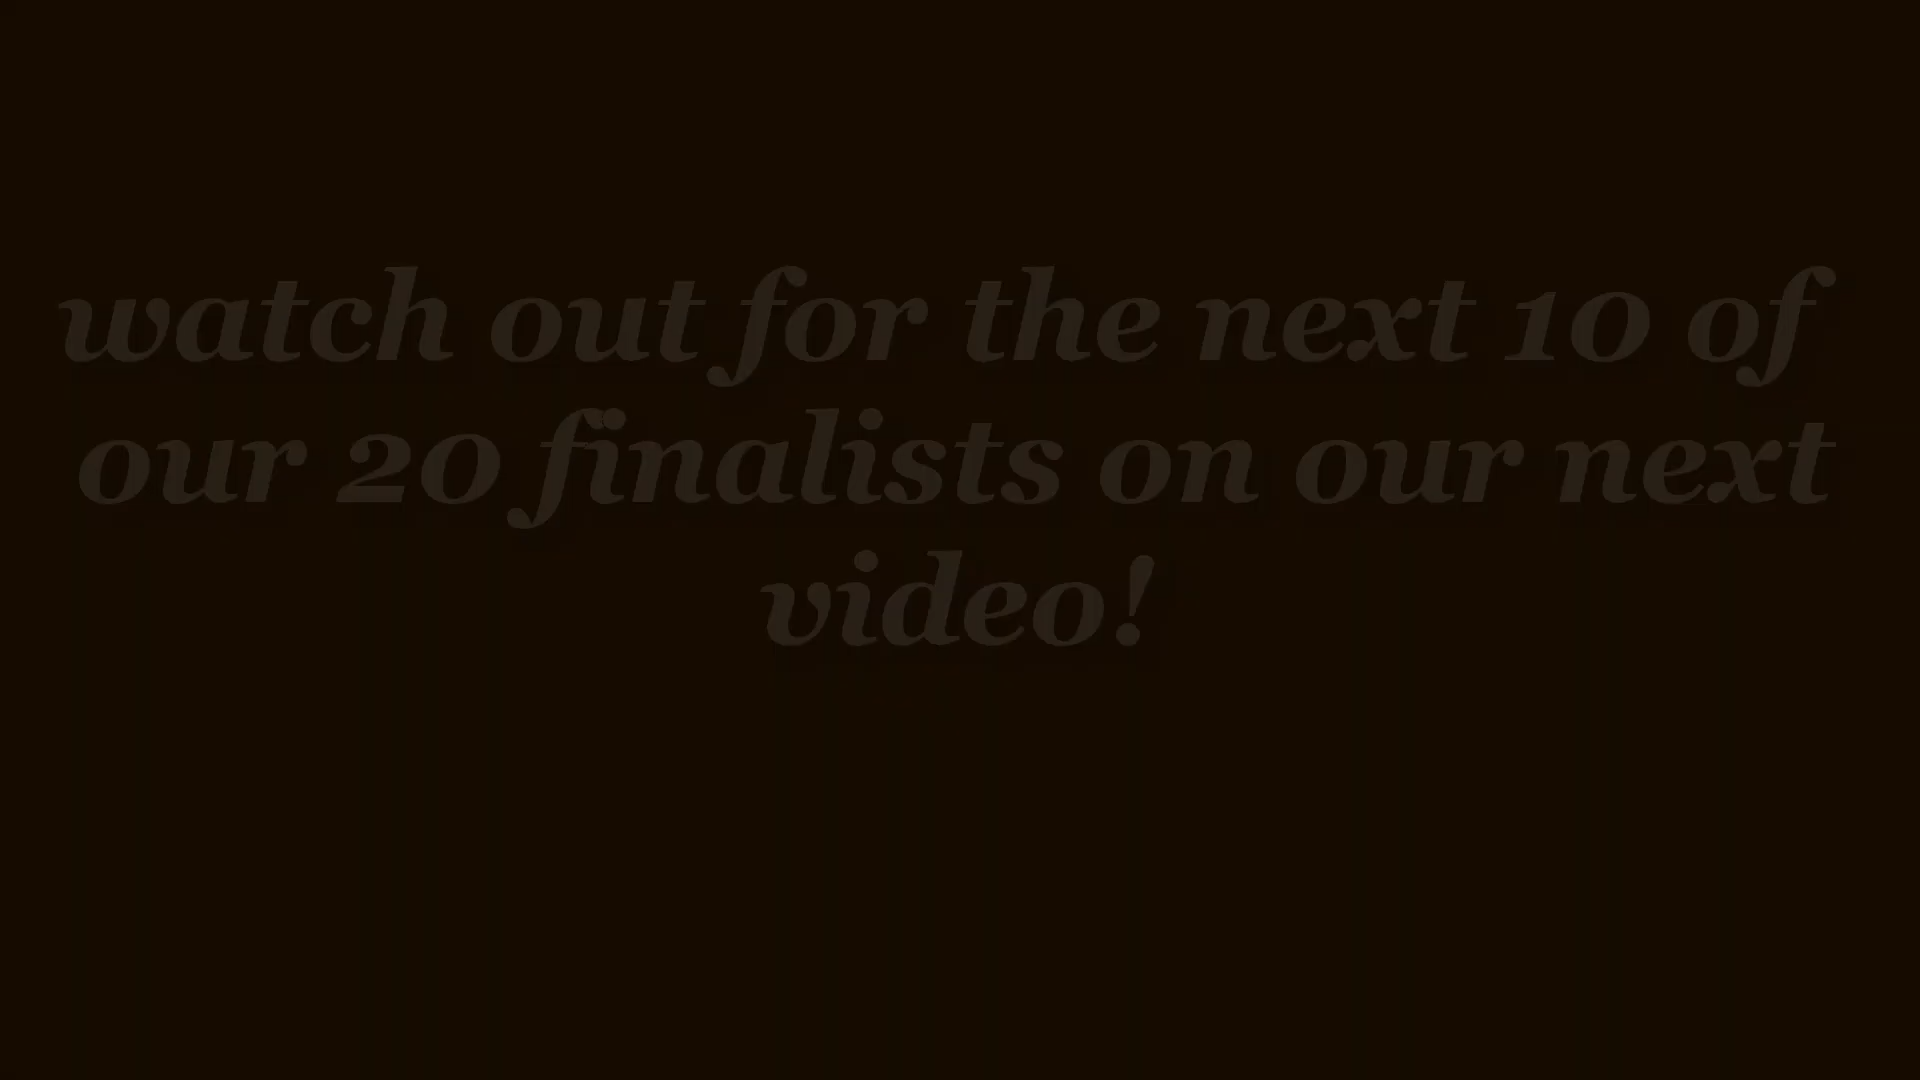 watch out for the next 10 of
our 20 finalists on our next
video!